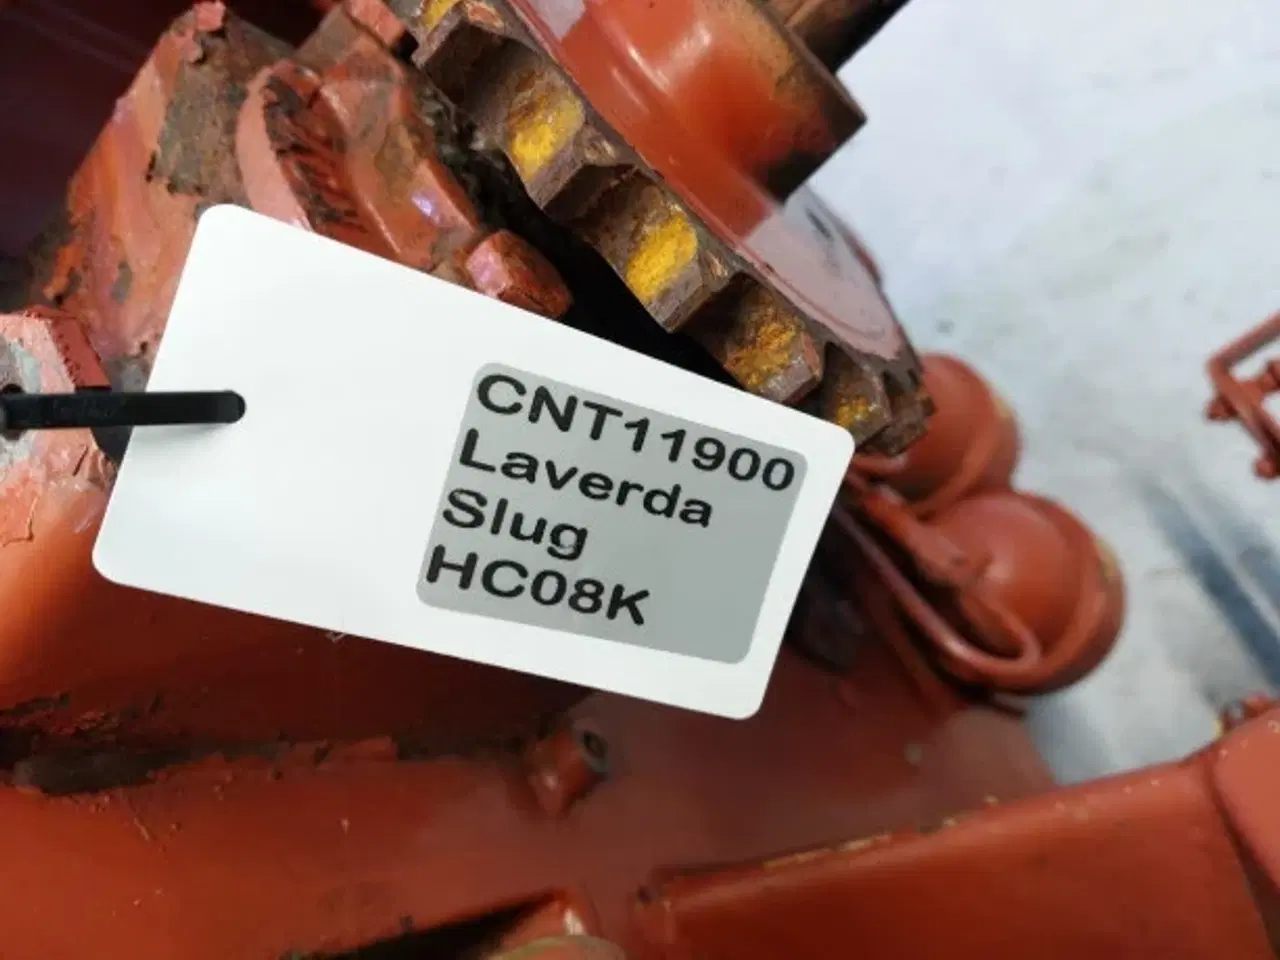 CNT11900
Laverda
Slug
HC08K